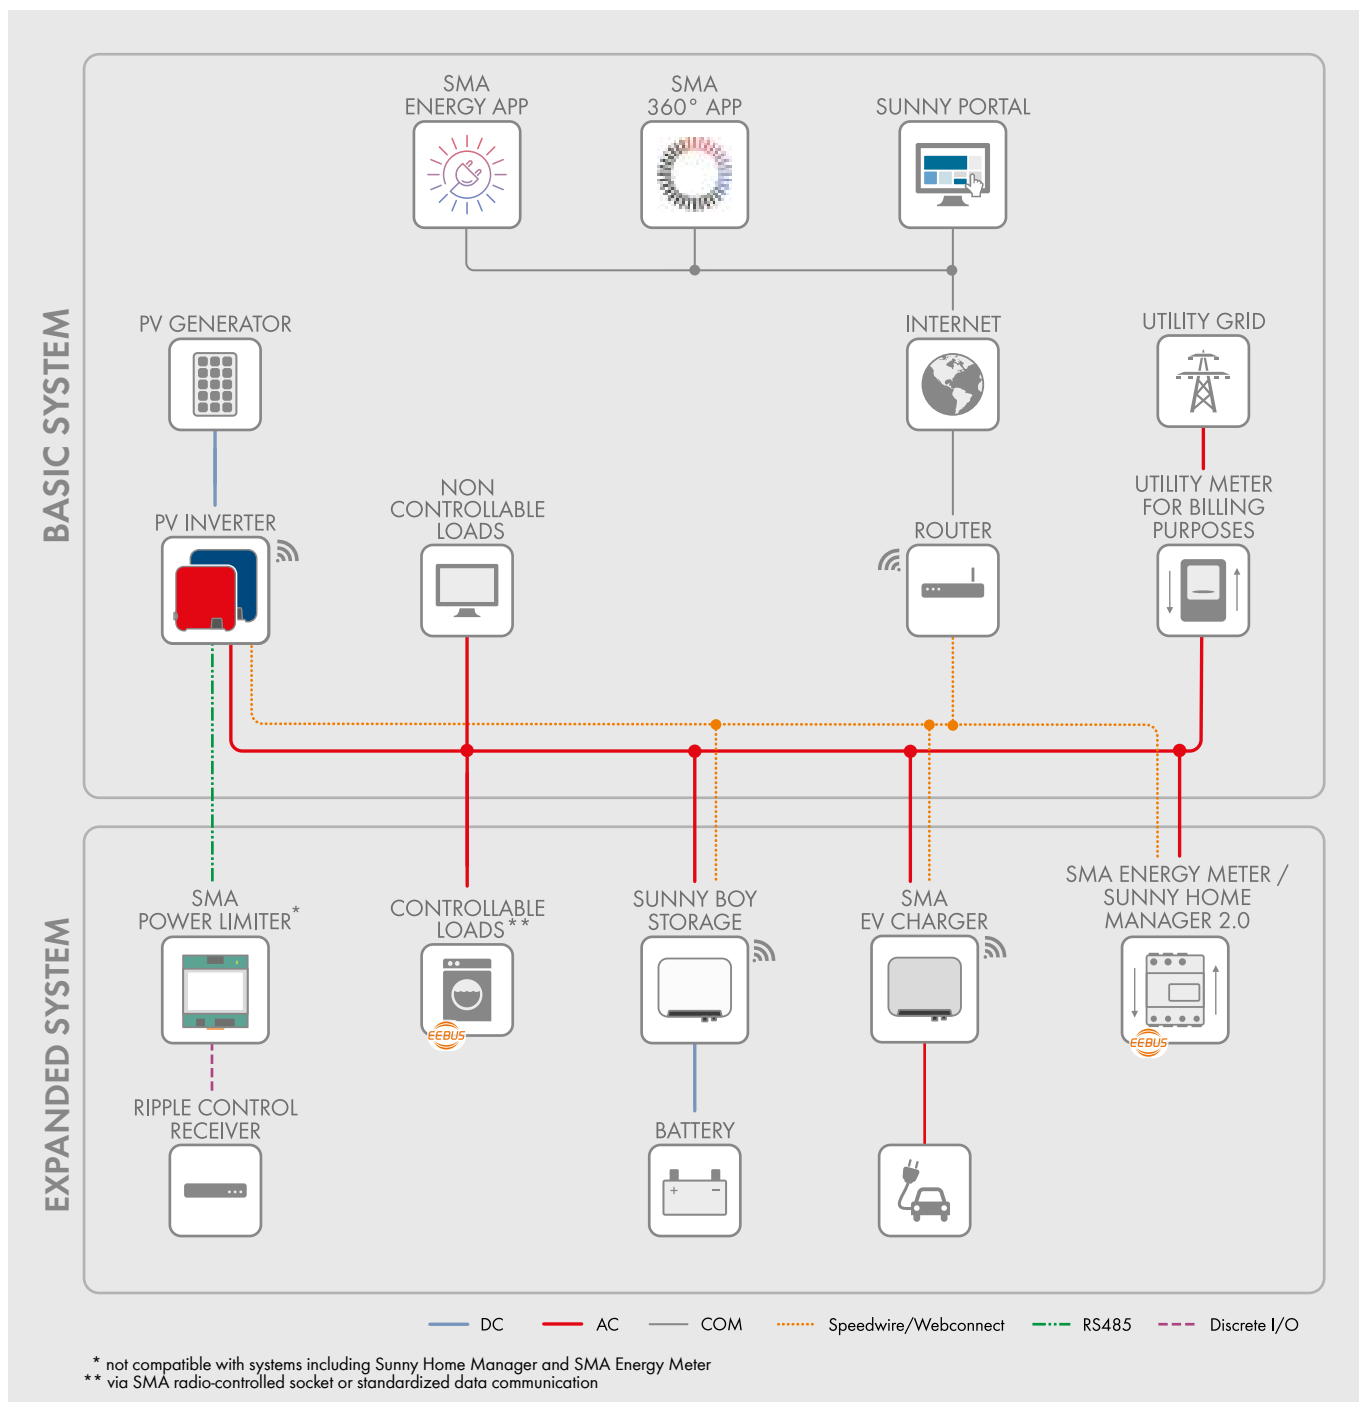 BASIC SYSTEM
SMA
ENERGY APP
SMA
360° APP
SUNNY PORTAL
PV GENERATOR
INTERNET
UTILITY GRID
PV INVERTER
NON
CONTROLLABLE
LOADS
ROUTER
UTILITY METER
FOR BILLING
PURPOSES
EXPANDED SYSTEM
SMA
POWER LIMITER*
CONTROLLABLE
LOADS**
EEBUS
SUNNY BOY
STORAGE
SMA
EV CHARGER
SMA ENERGY METER /
SUNNY HOME
MANAGER 2.0
EEBUS
RIPPLE CONTROL
RECEIVER
BATTERY
+ −
DC
AC
COM
Speedwire/Webconnect
RS485
Discrete I/O
* not compatible with systems including Sunny Home Manager and SMA Energy Meter
** via SMA radio-controlled socket or standardized data communication